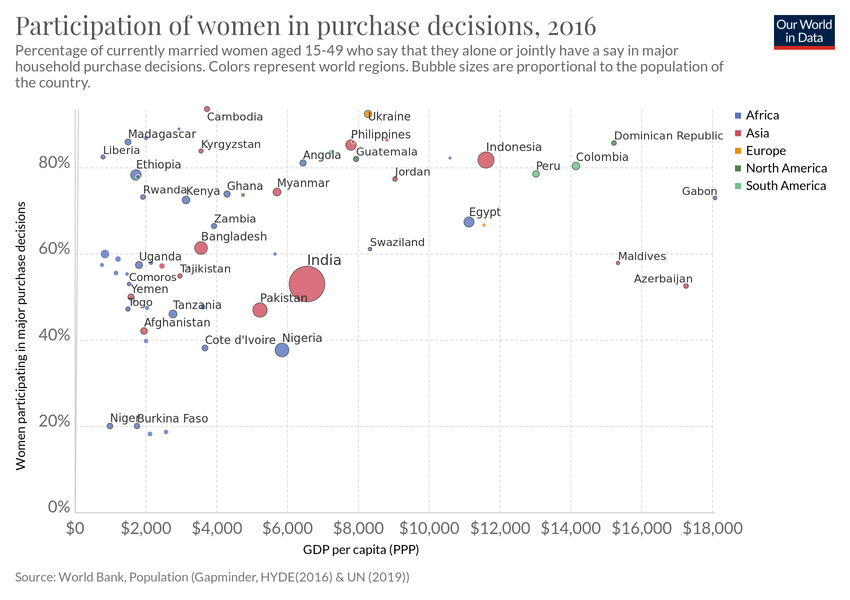 Participation of women in purchase decisions, 2016
Our World
in Data
Percentage of currently married women aged 15-49 who say that they alone or jointly have a say in major
household purchase decisions. Colors represent world regions. Bubble sizes are proportional to the population of
the country.
Africa
Asia
Europe
North America
South America
Women participating in major purchase decisions
80%
60%
40%
20%
0%
Cambodia
Ukraine
Madagascar
Philippines
Dominican Republic
Kyrgyzstan
Liberia
Angola
Guatemala
Indonesia
Colombia
Ethiopia
Peru
Jordan
Rwanda
Kenya
Ghana
Myanmar
Gabon
Zambia
Egypt
Bangladesh
Swaziland
Uganda
India
Maldives
Tajikistan
Comoros
Azerbaijan
Yemen
Togo
Tanzania
Pakistan
Afghanistan
Cote d'Ivoire
Nigeria
Niger
Burkina Faso
$0
$2,000
$4,000
$6,000
$8,000
$10,000
$12,000
$14,000
$16,000
$18,000
GDP per capita (PPP)
Source: World Bank, Population (Gapminder, HYDE(2016) & UN (2019))